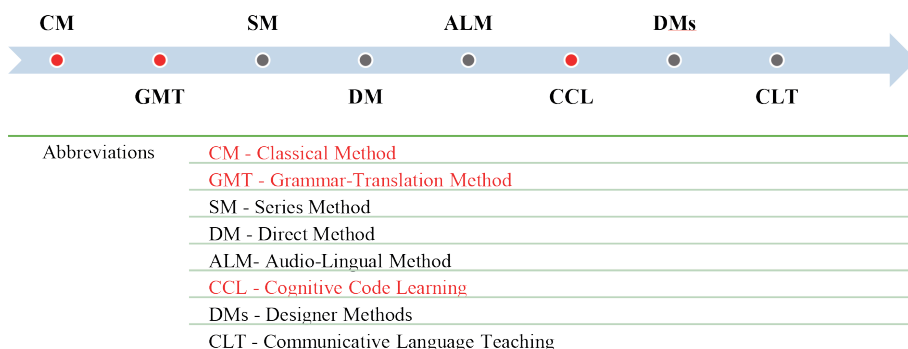 CM SM ALM DMs
GMT DM CCL CLT
Abbreviations CM - Classical Method
GMT - Grammar-Translation Method
SM - Series Method
DM - Direct Method
ALM- Audio-Lingual Method
CCL - Cognitive Code Learning
DMs - Designer Methods
CLT - Communicative Language Teaching